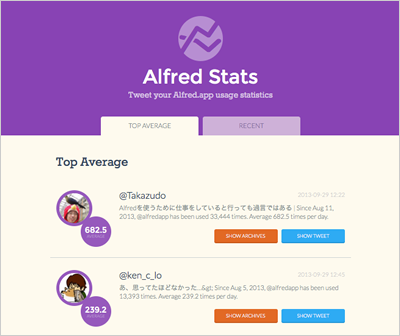 Alfred Stats
Tweet your Alfred.app usage statistics
TOP AVERAGE
RECENT
Top Average
@Takazudo
2013-09-29 12:32
Alfredを使うために仕事をしていると行っても過言ではある | Since Aug 11,
2013, @alfredapp has been used 33,444 times. Average 682.5 times per day.
682.5
AVERAGE
SHOW ARCHIVES
SHOW TWEET
@ken_c_lo
2013-09-29 12:45
あ、思ってたほどなかった...&gt; Since Aug 5, 2013, @alfredapp has been used
13,393 times. Average 239.2 times per day.
239.2
AVERAGE
SHOW ARCHIVES
SHOW TWEET